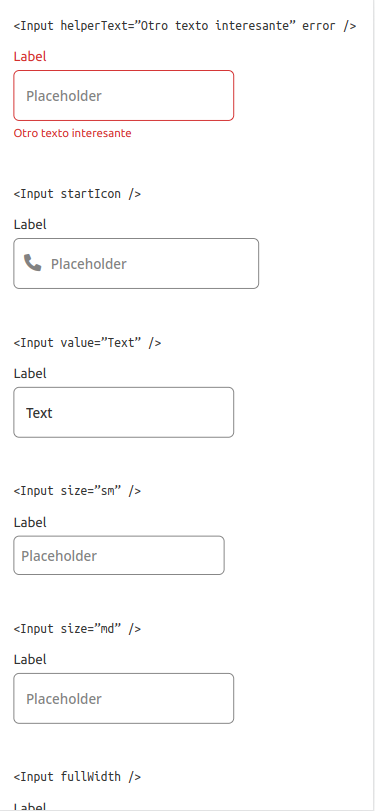 <Input helperText=”Otro texto interesante” error />
Label
Placeholder
Otro texto interesante
<Input startIcon />
Label
Placeholder
<Input value=”Text” />
Label
Text
<Input size=”sm” />
Label
Placeholder
<Input size=”md” />
Label
Placeholder
<Input fullWidth />
Label